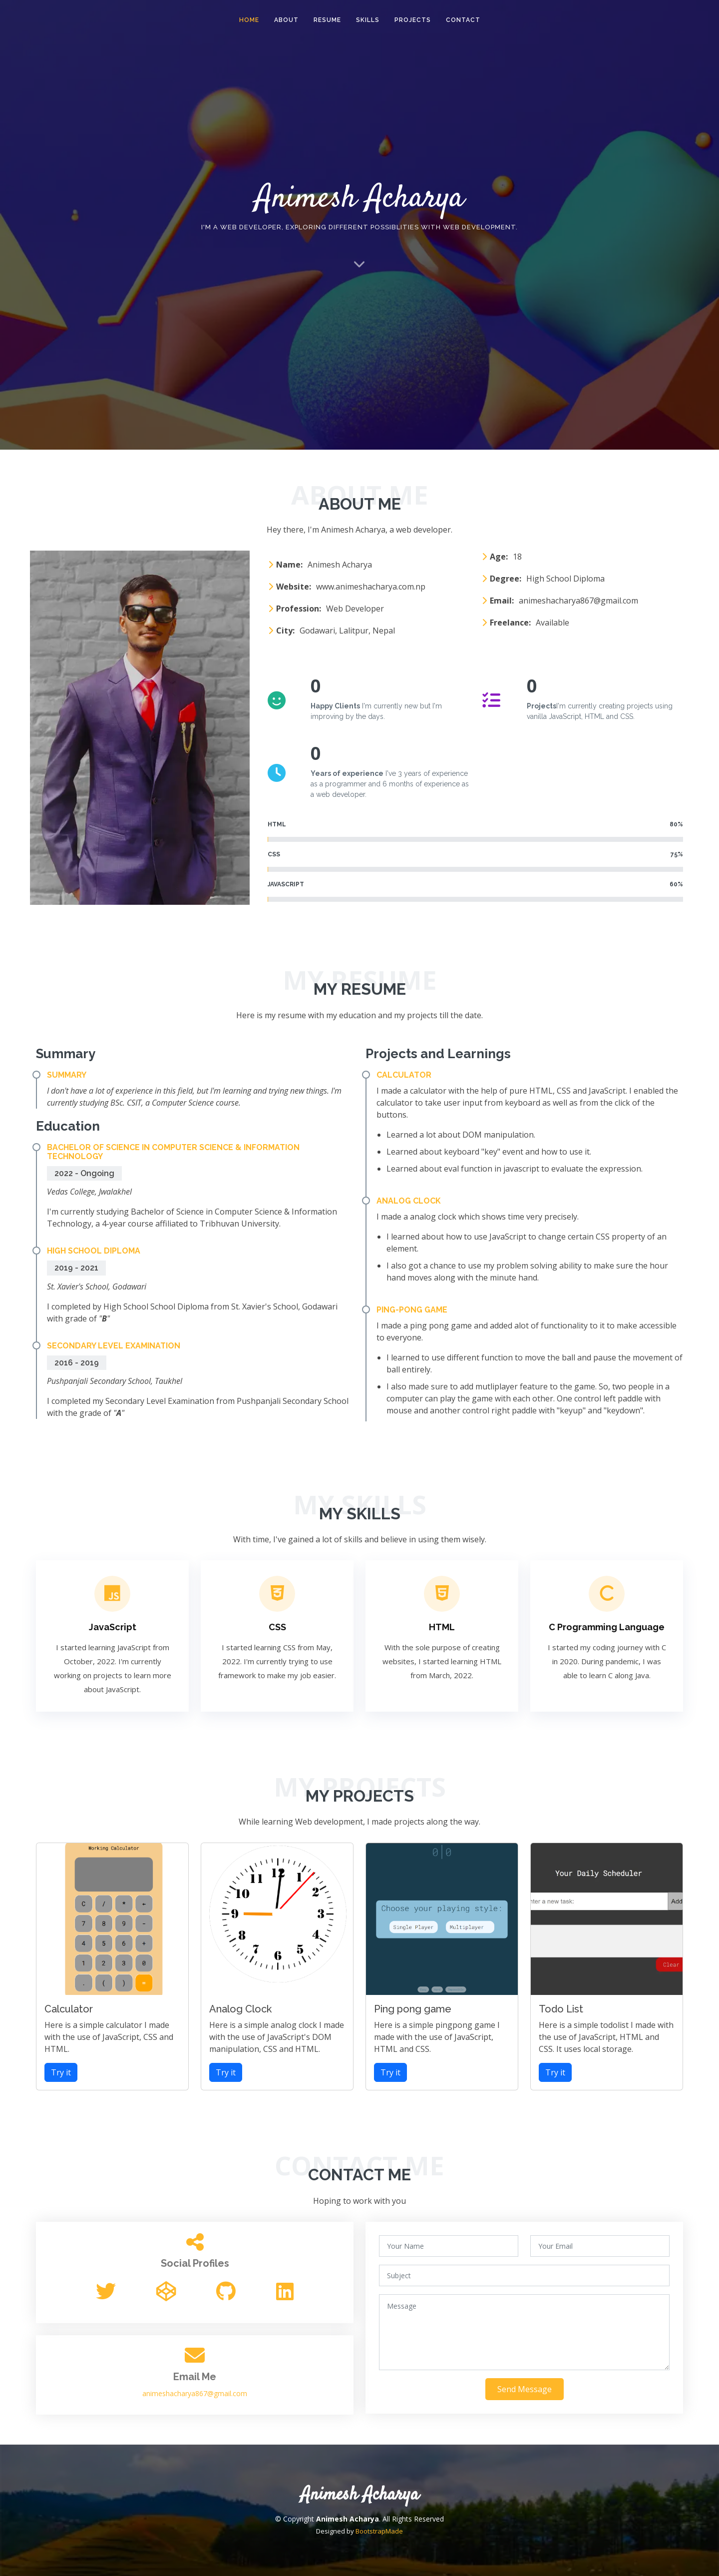 HOME ABOUT RESUME SKILLS PROJECTS CONTACT
Animesh Acharya
I'M A WEB DEVELOPER, EXPLORING DIFFERENT POSSIBLITIES WITH WEB DEVELOPMENT.
ABOUT ME
ABOUT ME
Hey there, I'm Animesh Acharya, a web developer.
Name: Animesh Acharya
Website: www.animeshacharya.com.np
Profession: Web Developer
City: Godawari, Lalitpur, Nepal
Age: 18
Degree: High School Diploma
Email: animeshacharya867@gmail.com
Freelance: Available
0
Happy Clients I'm currently new but I'm
improving by the days.
0
ProjectsI'm currently creating projects using
vanilla JavaScript, HTML and CSS.
0
Years of experience I've 3 years of experience
as a programmer and 6 months of experience as
a web developer.
HTML 80%
CSS 75%
JAVASCRIPT 60%
MY RESUME
MY RESUME
Here is my resume with my education and my projects till the date.
Summary
SUMMARY
I don't have a lot of experience in this field, but I'm learning and trying new things. I'm
currently studying BSc. CSIT, a Computer Science course.
Education
BACHELOR OF SCIENCE IN COMPUTER SCIENCE & INFORMATION
TECHNOLOGY
2022 - Ongoing
Vedas College, Jwalakhel
I'm currently studying Bachelor of Science in Computer Science & Information
Technology, a 4-year course affiliated to Tribhuvan University.
HIGH SCHOOL DIPLOMA
2019 - 2021
St. Xavier's School, Godawari
I completed by High School School Diploma from St. Xavier's School, Godawari
with grade of "B"
SECONDARY LEVEL EXAMINATION
2016 - 2019
Pushpanjali Secondary School, Taukhel
I completed my Secondary Level Examination from Pushpanjali Secondary School
with the grade of "A"
Projects and Learnings
CALCULATOR
I made a calculator with the help of pure HTML, CSS and JavaScript. I enabled the
calculator to take user input from keyboard as well as from the click of the
buttons.
Learned a lot about DOM manipulation.
Learned about keyboard "key" event and how to use it.
Learned about eval function in javascript to evaluate the expression.
ANALOG CLOCK
I made a analog clock which shows time very precisely.
I learned about how to use JavaScript to change certain CSS property of an
element.
I also got a chance to use my problem solving ability to make sure the hour
hand moves along with the minute hand.
PING-PONG GAME
I made a ping pong game and added alot of functionality to it to make accessible
to everyone.
I learned to use different function to move the ball and pause the movement of
ball entirely.
I also made sure to add mutliplayer feature to the game. So, two people in a
computer can play the game with each other. One control left paddle with
mouse and another control right paddle with "keyup" and "keydown".
MY SKILLS
MY SKILLS
With time, I've gained a lot of skills and believe in using them wisely.
JS
JavaScript
I started learning JavaScript from
October, 2022. I'm currently
working on projects to learn more
about JavaScript.
CSS
I started learning CSS from May,
2022. I'm currently trying to use
framework to make my job easier.
HTML
With the sole purpose of creating
websites, I started learning HTML
from March, 2022.
C
C Programming Language
I started my coding journey with C
in 2020. During pandemic, I was
able to learn C along Java.
MY PROJECTS
MY PROJECTS
While learning Web development, I made projects along the way.
Working Calculator
C / * ←
7 8 9 -
4 5 6 +
1 2 3 0
. ( ) =
Calculator
Here is a simple calculator I made
with the use of JavaScript, CSS and
HTML.
Try it
12 1 2 3 4 5 6 7 8 9 10 11
Analog Clock
Here is a simple analog clock I made
with the use of JavaScript's DOM
manipulation, CSS and HTML.
Try it
0 0
Choose your playing style:
Single Player Multiplayer
Ping pong game
Here is a simple pingpong game I
made with the use of JavaScript,
HTML and CSS.
Try it
Your Daily Scheduler
nter a new task: Add
Clear
Todo List
Here is a simple todolist I made with
the use of JavaScript, HTML and
CSS. It uses local storage.
Try it
CONTACT ME
CONTACT ME
Hoping to work with you
Social Profiles
Email Me
animeshacharya867@gmail.com
Your Name
Your Email
Subject
Message
Send Message
Animesh Acharya
© Copyright Animesh Acharya. All Rights Reserved
Designed by BootstrapMade